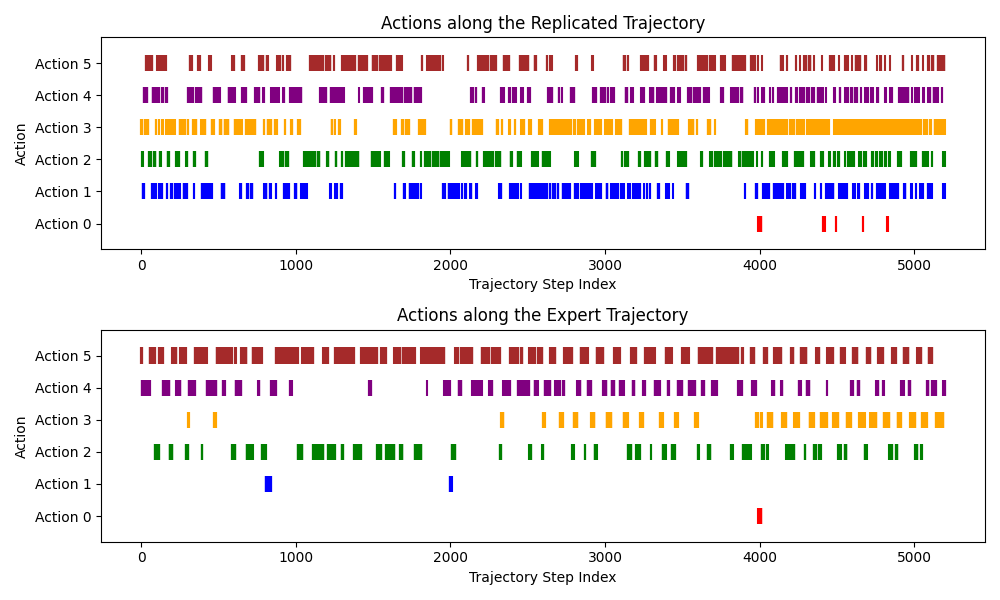 Actions along the Replicated Trajectory
Action
Action 5
Action 4
Action 3
Action 2
Action 1
Action 0
0 1000 2000 3000 4000 5000
Trajectory Step Index
Actions along the Expert Trajectory
Action
Action 5
Action 4
Action 3
Action 2
Action 1
Action 0
0 1000 2000 3000 4000 5000
Trajectory Step Index